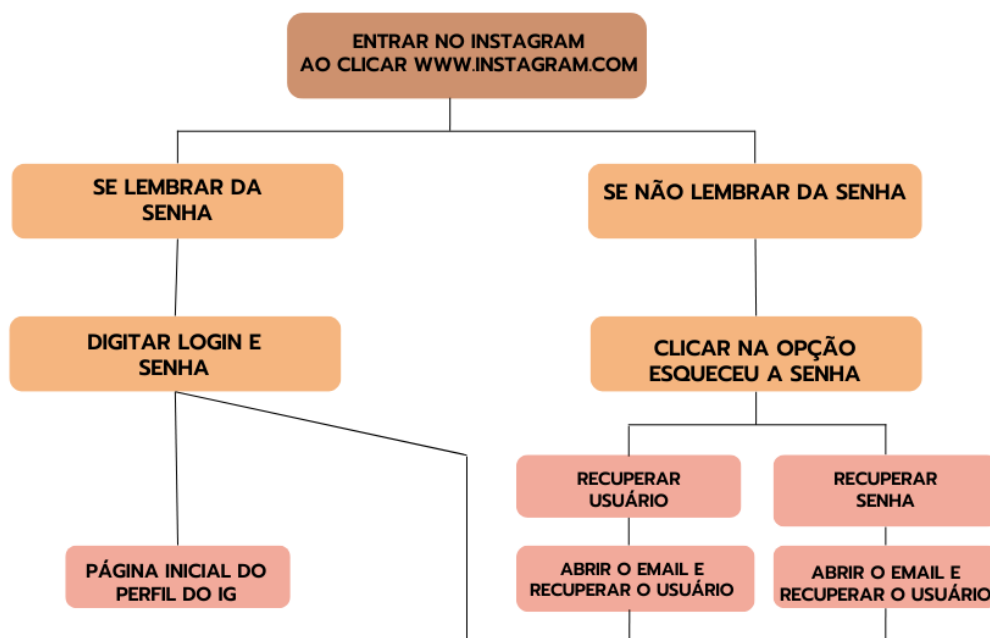 ENTRAR NO INSTAGRAM
AO CLICAR WWW.INSTAGRAM.COM
SE LEMBRAR DA
SENHA
SE NÃO LEMBRAR DA SENHA
DIGITAR LOGIN E
SENHA
CLICAR NA OPÇÃO
ESQUECEU A SENHA
RECUPERAR
USUÁRIO
RECUPERAR
SENHA
PÁGINA INICIAL DO
PERFIL DO IG
ABRIR O EMAIL E
RECUPERAR O USUÁRIO
ABRIR O EMAIL E
RECUPERAR O USUÁRIO